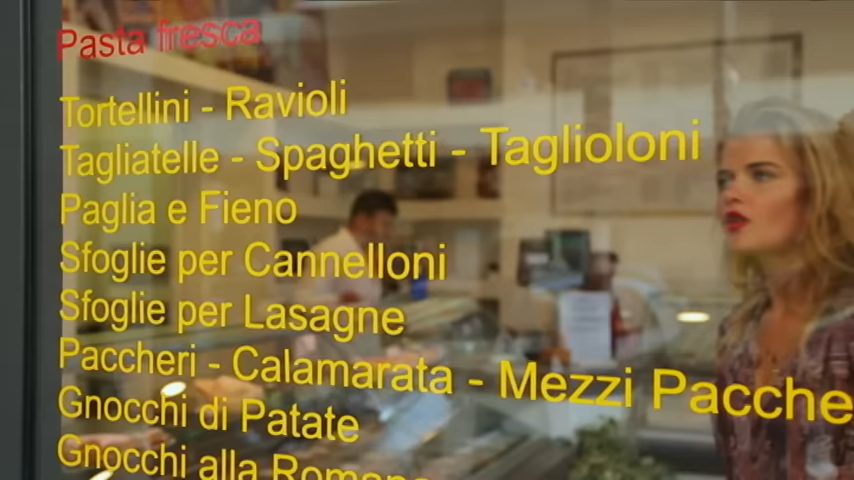 Pasta fresca
Tortellini - Ravioli
Tagliatelle - Spaghetti - Taglioloni
Paglia e Fieno
Sfoglie per Cannelloni
Sfoglie per Lasagne
Paccheri - Calamarata - Mezzi Pacche
Gnocchi di Patate
Gnocchi alla Romana